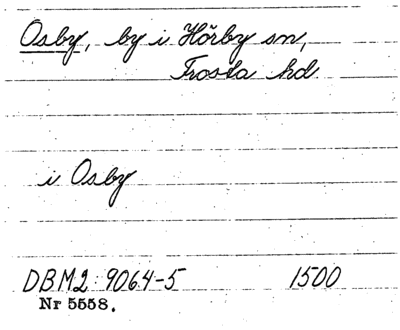 Osby, by i Hörby sn,
Frosta hd
i Osby
DBM2:9064-5 1500
Nr 5558.